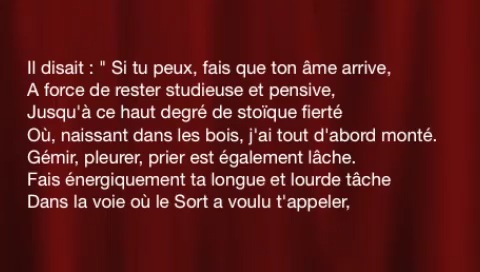 Il disait : " Si tu peux, fais que ton âme arrive,
A force de rester studieuse et pensive,
Jusqu'à ce haut degré de stoïque fierté
Où, naissant dans les bois, j'ai tout d'abord monté.
Gémir, pleurer, prier est également lâche.
Fais énergiquement ta longue et lourde tâche
Dans la voie où le Sort a voulu t'appeler,